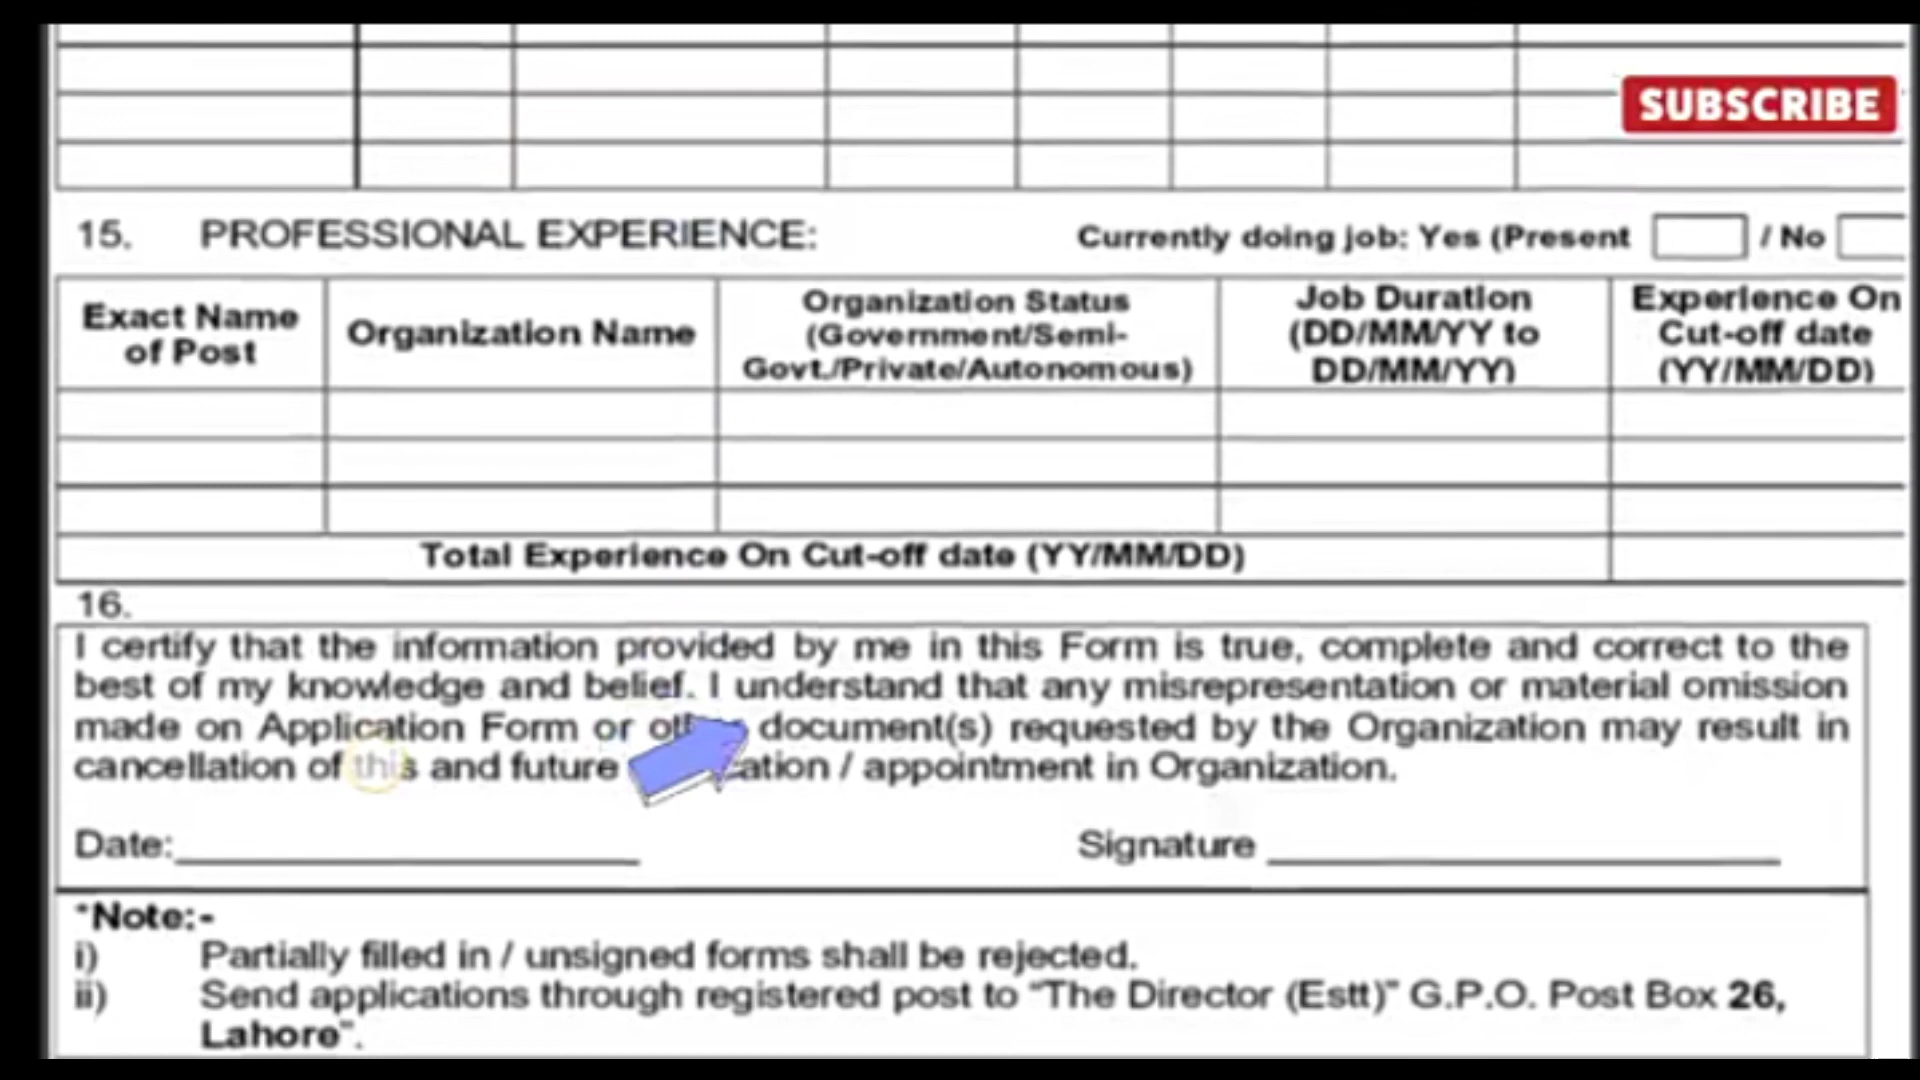 SUBSCRIBE
15. PROFESSIONAL EXPERIENCE: Currently doing job: Yes (Present / No
Exact Name of Post
Organization Name
Organization Status (Government/Semi-Govt./Private/Autonomous)
Job Duration (DD/MM/YY to DD/MM/YY)
Experience On Cut-off date (YY/MM/DD)
Total Experience On Cut-off date (YY/MM/DD)
16.
I certify that the information provided by me in this Form is true, complete and correct to the
best of my knowledge and belief. I understand that any misrepresentation or material omission
made on Application Form or document(s) requested by the Organization may result in
cancellation of this and future / appointment in Organization.
Date: Signature
*Note:-
i) Partially filled in / unsigned forms shall be rejected.
ii) Send applications through registered post to "The Director (Estt)" G.P.O. Post Box 26,
Lahore".